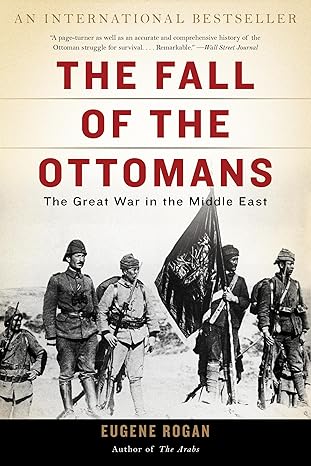 AN INTERNATIONAL BESTSELLER
"A page-turner as well as an accurate and comprehensive history of the
Ottoman struggle for survival. . . . Remarkable."—Wall Street Journal
THE FALL
OF THE
OTTOMANS
The Great War in the Middle East
EUGENE ROGAN
Author of The Arabs